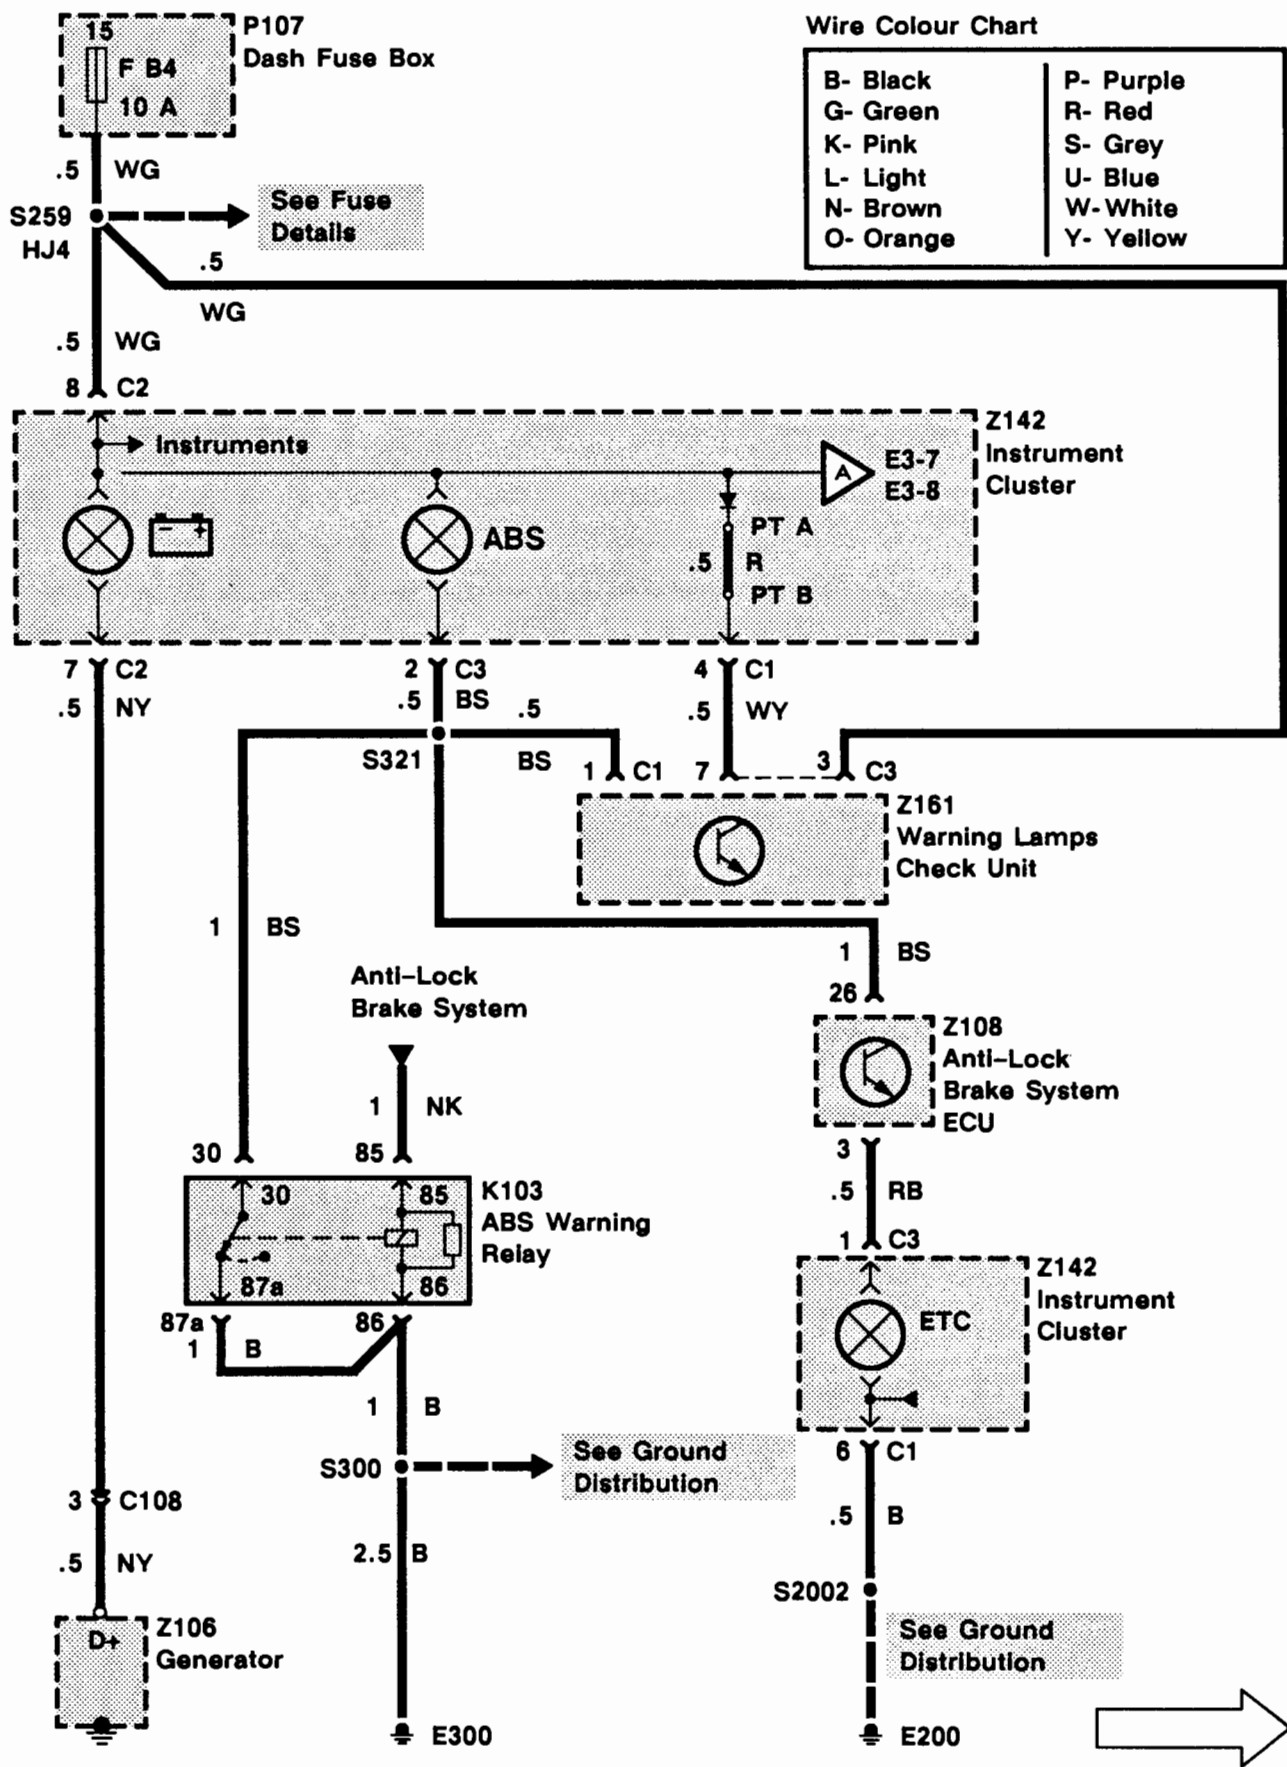 15
F B4
10 A
P107
Dash Fuse Box
Wire Colour Chart
B- Black
G- Green
K- Pink
L- Light
N- Brown
O- Orange
P- Purple
R- Red
S- Grey
U- Blue
W- White
Y- Yellow
.5 WG
S259
HJ4
See Fuse
Details
.5
WG
.5 WG
8 C2
Z142
Instrument
Cluster
Instruments
A
E3-7
E3-8
- +
ABS
PT A
.5 R
PT B
7 C2
.5 NY
2 C3
.5 BS
4 C1
.5 WY
.5
BS
S321
1 C1
7
3 C3
Z161
Warning Lamps
Check Unit
1 BS
1 BS
26
Anti-Lock
Brake System
Z108
Anti-Lock
Brake System
ECU
1 NK
30
85
30
85
87a
86
K103
ABS Warning
Relay
3
.5 RB
1 C3
Z142
Instrument
Cluster
ETC
87a
1 B
86
1 B
S300
See Ground
Distribution
6 C1
.5 B
3 C108
.5 NY
2.5 B
S2002
See Ground
Distribution
D+
Z106
Generator
E300
E200